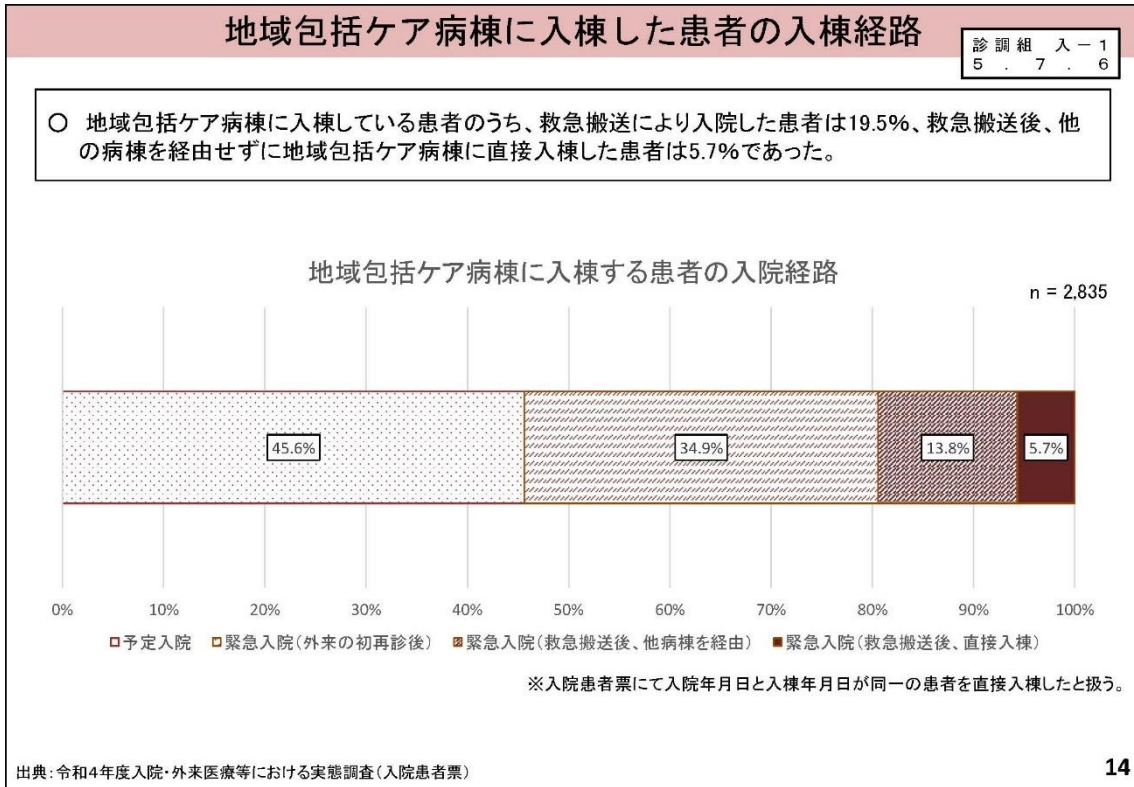 地域包括ケア病棟に入棟した患者の入棟経路
診調組 入－1
5 . 7 . 6
○ 地域包括ケア病棟に入棟している患者のうち、救急搬送により入院した患者は19.5%、救急搬送後、他
の病棟を経由せずに地域包括ケア病棟に直接入棟した患者は5.7%であった。
地域包括ケア病棟に入棟する患者の入院経路
n = 2,835
45.6% 34.9% 13.8% 5.7%
0% 10% 20% 30% 40% 50% 60% 70% 80% 90% 100%
予定入院 緊急入院(外来の初再診後) 緊急入院(救急搬送後、他病棟を経由) 緊急入院(救急搬送後、直接入棟)
※入院患者票にて入院年月日と入棟年月日が同一の患者を直接入棟したと扱う。
出典:令和4年度入院・外来医療等における実態調査(入院患者票)
14